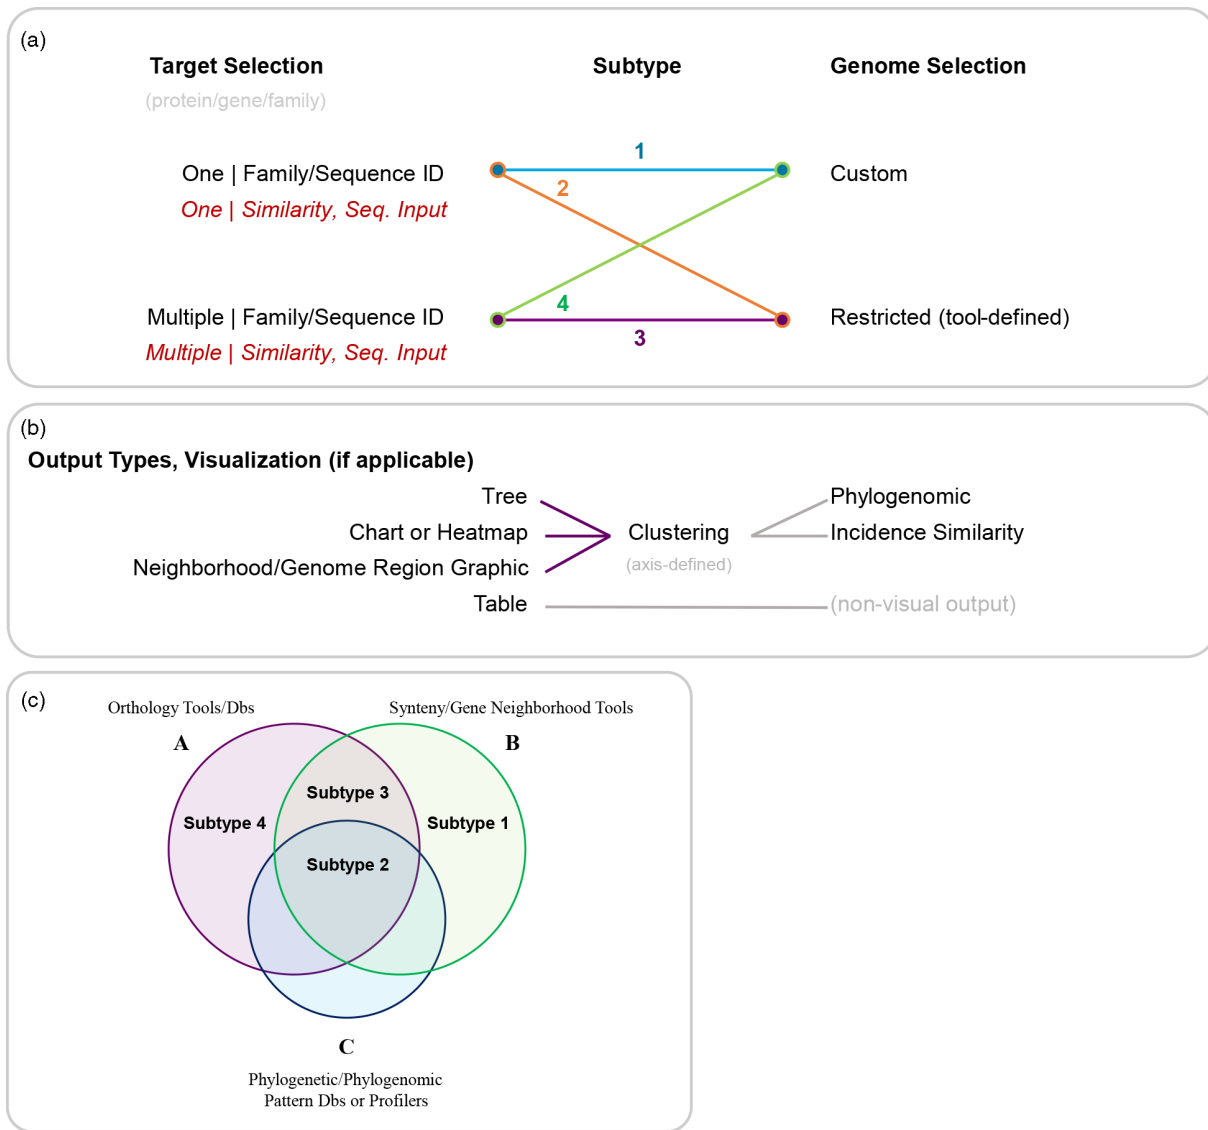 (a)
Target Selection
Subtype
Genome Selection
(protein/gene/family)
1
One | Family/Sequence ID
Custom
2
One | Similarity, Seq. Input
4
Multiple | Family/Sequence ID
Restricted (tool-defined)
3
Multiple | Similarity, Seq. Input
(b)
Output Types, Visualization (if applicable)
Tree
Phylogenomic
Chart or Heatmap
Clustering
Incidence Similarity
Neighborhood/Genome Region Graphic
(axis-defined)
Table
(non-visual output)
(c)
Orthology Tools/Dbs
Synteny/Gene Neighborhood Tools
A
B
Subtype 3
Subtype 4
Subtype 1
Subtype 2
C
Phylogenetic/Phylogenomic
Pattern Dbs or Profilers